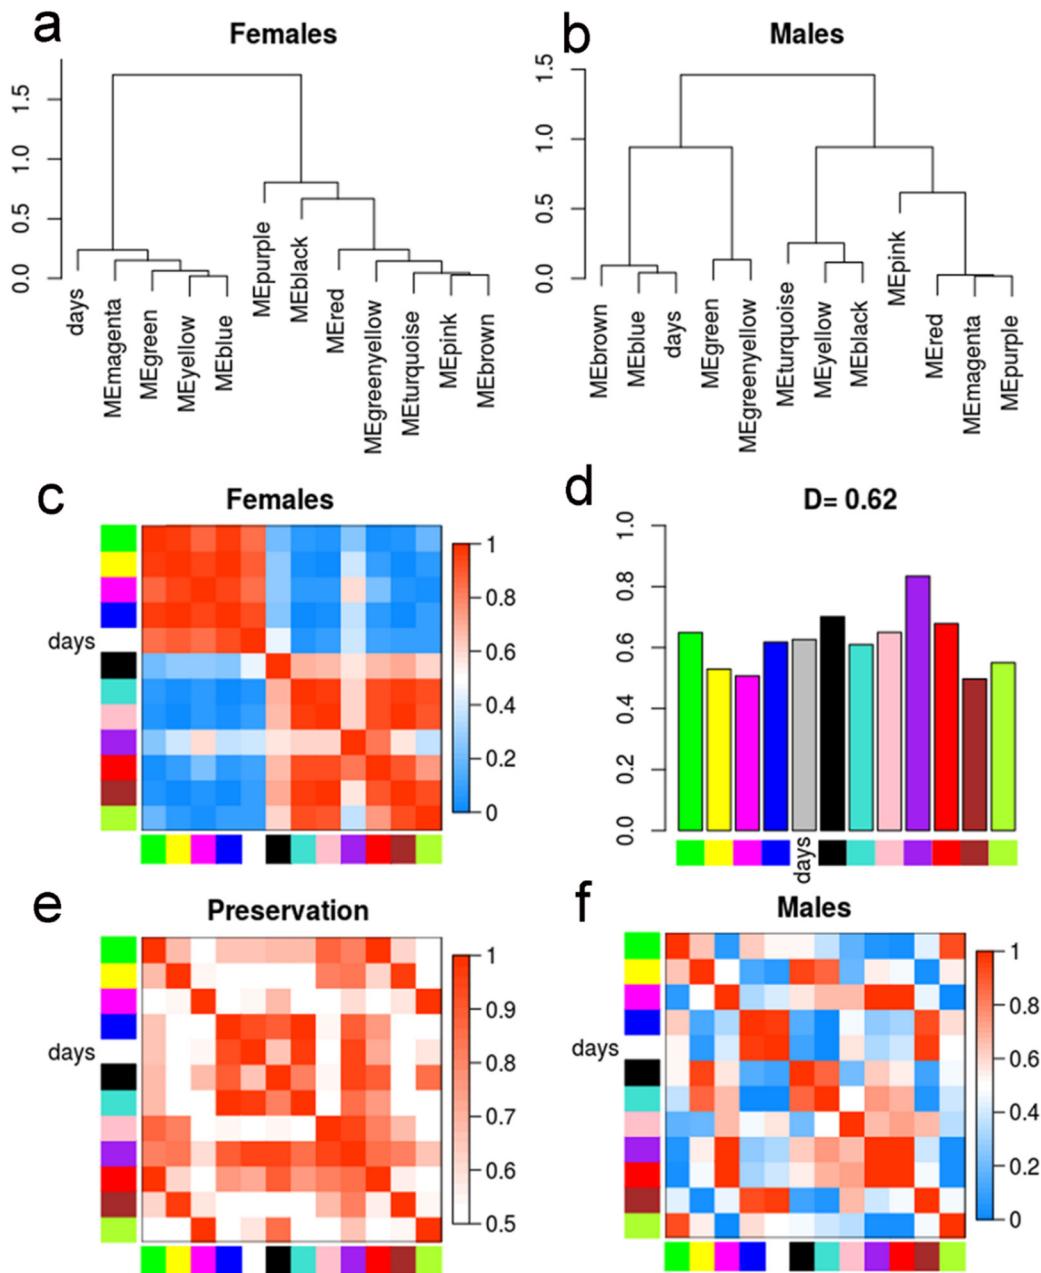 a
Females
0.0 0.5 1.0 1.5
days
MEmagenta
MEgreen
MEyellow
MEblue
MEpurple
MEblack
MEred
MEgreenyellow
MEturquoise
MEpink
MEbrown
b
Males
0.0 0.5 1.0 1.5
MEbrown
MEblue
days
MEgreen
MEgreenyellow
MEturquoise
MEyellow
MEblack
MEpink
MEred
MEmagenta
MEpurple
c
Females
days
1
0.8
0.6
0.4
0.2
0
d
D= 0.62
0.0 0.2 0.4 0.6 0.8 1.0
days
e
Preservation
days
1
0.9
0.8
0.7
0.6
0.5
f
Males
days
1
0.8
0.6
0.4
0.2
0